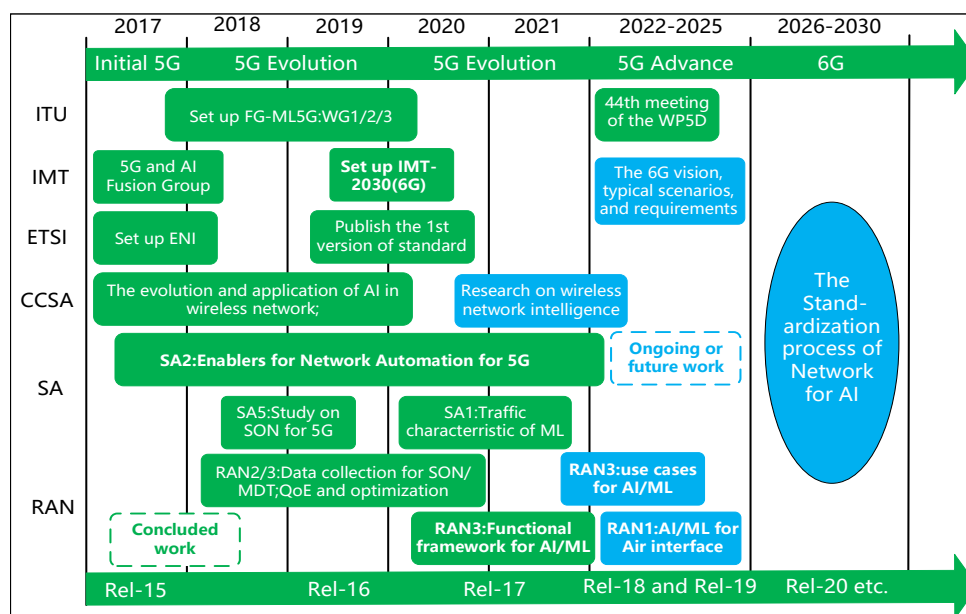 2017 2018 2019 2020 2021 2022-2025 2026-2030
Initial 5G 5G Evolution 5G Evolution 5G Advance 6G
ITU
Set up FG-ML5G:WG1/2/3
44th meeting
of the WP5D
IMT
5G and AI
Fusion Group
Set up IMT-
2030(6G)
The 6G vision,
typical scenarios,
and requirements
ETSI
Set up ENI
Publish the 1st
version of standard
CCSA
The evolution and application of AI in
wireless network;
Research on wireless
network intelligence
SA
SA2:Enablers for Network Automation for 5G
Ongoing or
future work
SA5:Study on
SON for 5G
SA1:Traffic
characterristic of ML
The
Stand-
ardization
process of
Network
for AI
RAN
RAN2/3:Data collection for SON/
MDT;QoE and optimization
RAN3:use cases
for AI/ML
Concluded
work
RAN3:Functional
framework for AI/ML
RAN1:AI/ML for
Air interface
Rel-15 Rel-16 Rel-17 Rel-18 and Rel-19 Rel-20 etc.